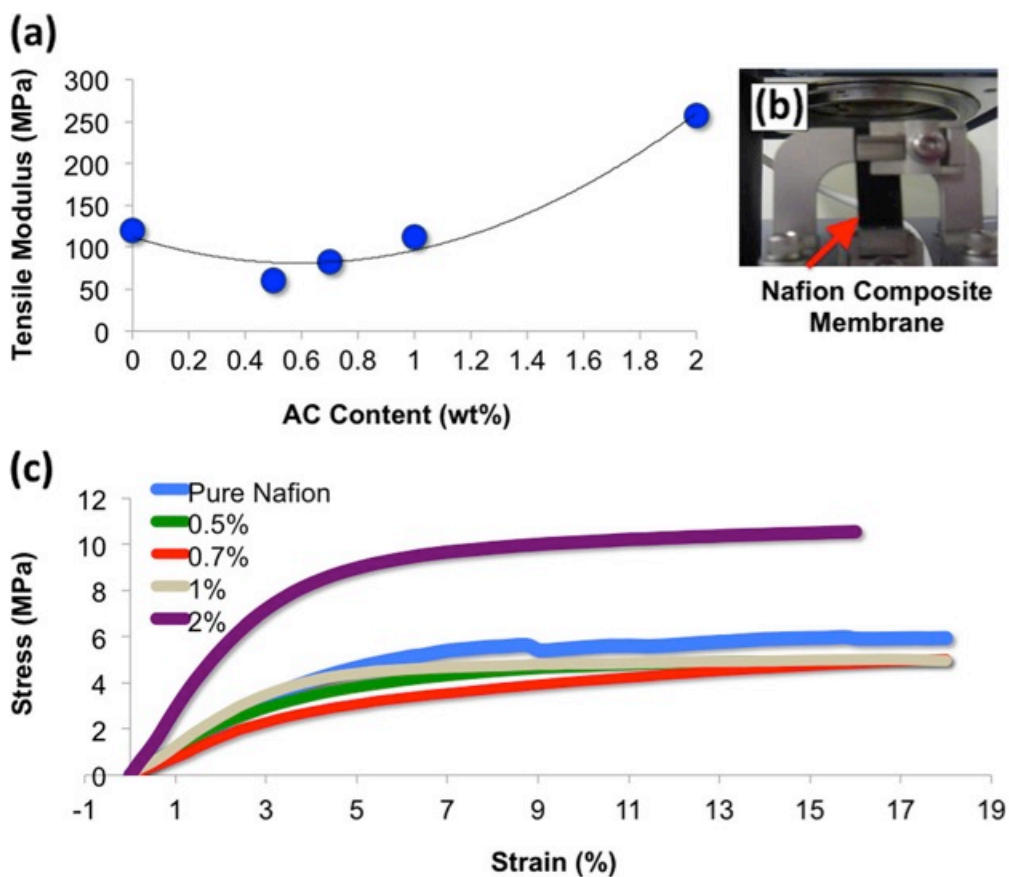 (a)
300
250
200
150
100
50
0
Tensile Modulus (MPa)
0 0.2 0.4 0.6 0.8 1 1.2 1.4 1.6 1.8 2
AC Content (wt%)
(b)
Nafion Composite
Membrane
(c)
Pure Nafion
0.5%
0.7%
1%
2%
12
10
8
6
4
2
0
Stress (MPa)
-1 1 3 5 7 9 11 13 15 17 19
Strain (%)